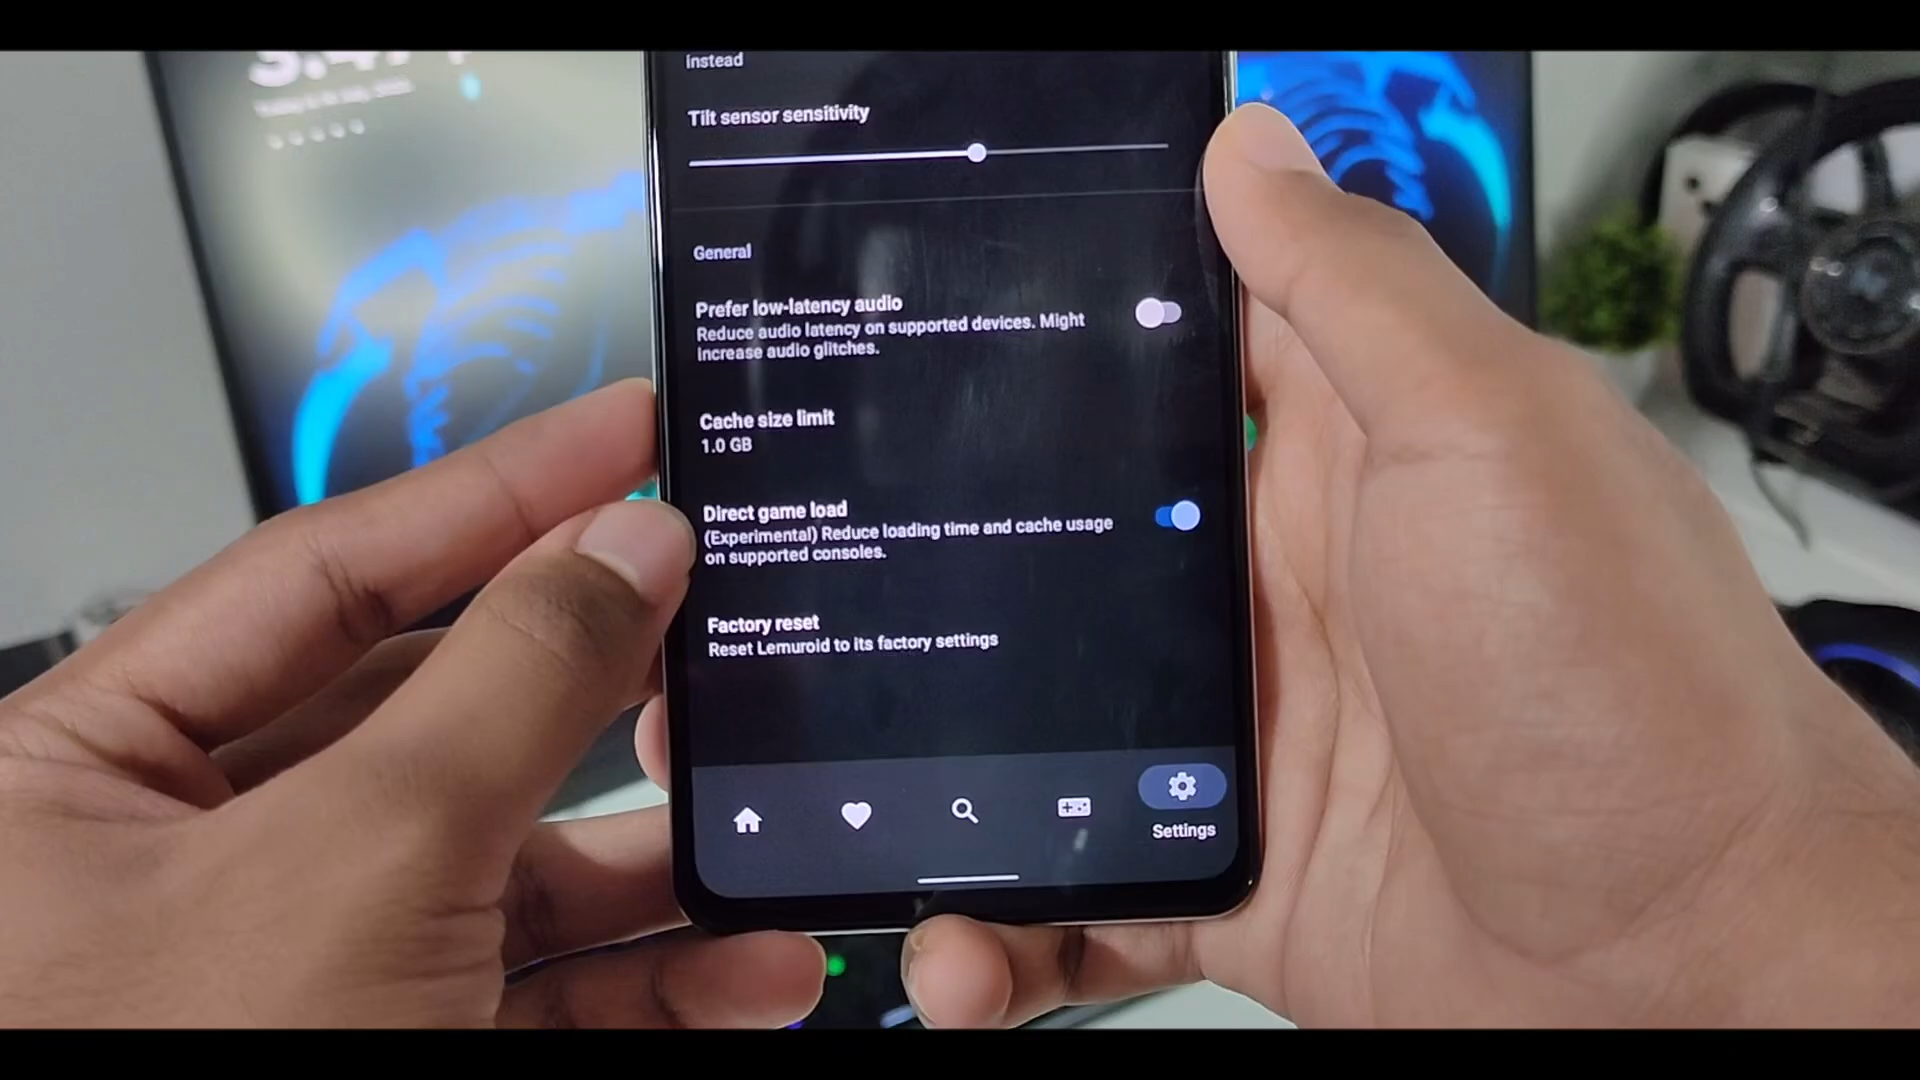 instead
Tilt sensor sensitivity
General
Prefer low-latency audio
Reduce audio latency on supported devices. Might
increase audio glitches.
Cache size limit
1.0 GB
Direct game load
(Experimental) Reduce loading time and cache usage
on supported consoles.
Factory reset
Reset Lemuroid to its factory settings
Settings